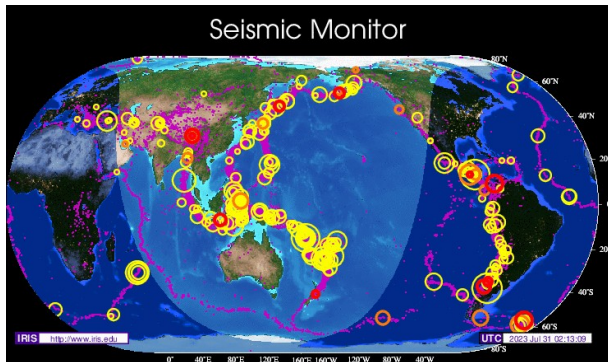 Seismic Monitor
80°N
60°N
40°N
20°N
0°
20°S
40°S
60°S
80°S
IRIS http://www.iris.edu
UTC 2023 Jul 31 02:13:09
0° 40°E 80°E 120°E 160°E 160°W 120°W 80°W 40°W